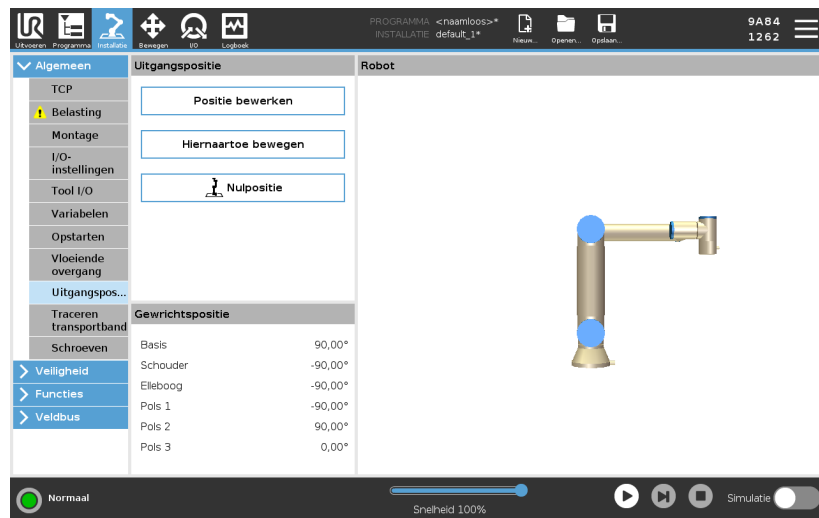 UR
Uitvoeren
Programma
Installatie
Bewegen
I/O
Logboek
PROGRAMMA <naamloos>*
INSTALLATIE default_1*
Nieuw...
Openen...
Opslaan...
9A84
1262
Algemeen
TCP
Belasting
Montage
I/O-
instellingen
Tool I/O
Variabelen
Opstarten
Vloeiende
overgang
Uitgangspos...
Traceren
transportband
Schroeven
Veiligheid
Functies
Veldbus
Uitgangspositie
Positie bewerken
Hiernaartoe bewegen
Nulpositie
Gewrichtspositie
Basis 90,00°
Schouder -90,00°
Elleboog -90,00°
Pols 1 -90,00°
Pols 2 90,00°
Pols 3 0,00°
Robot
Normaal
Snelheid 100%
Simulatie